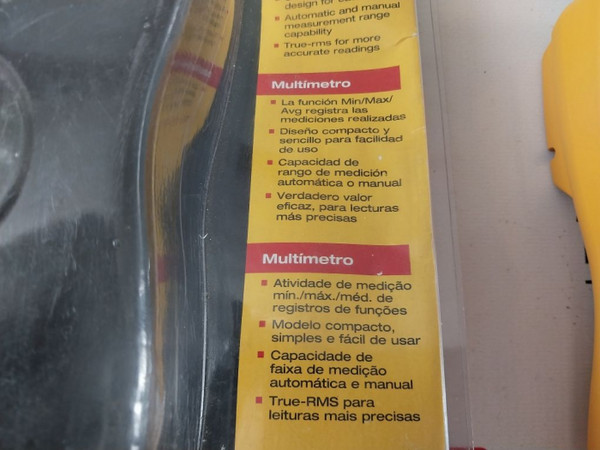 design for
Automatic and manual
measurement range
capability
True-rms for more
accurate readings
Multímetro
La función Min/Max/
Avg registra las
mediciones realizadas
Diseño compacto y
sencillo para facilidad
de uso
Capacidad de
rango de medición
automática o manual
Verdadero valor
eficaz, para lecturas
más precisas
Multímetro
Atividade de medição
mín./máx./méd. de
registros de funções
Modelo compacto,
simples e fácil de usar
Capacidade de
faixa de medição
automática e manual
True-RMS para
leituras mais precisas